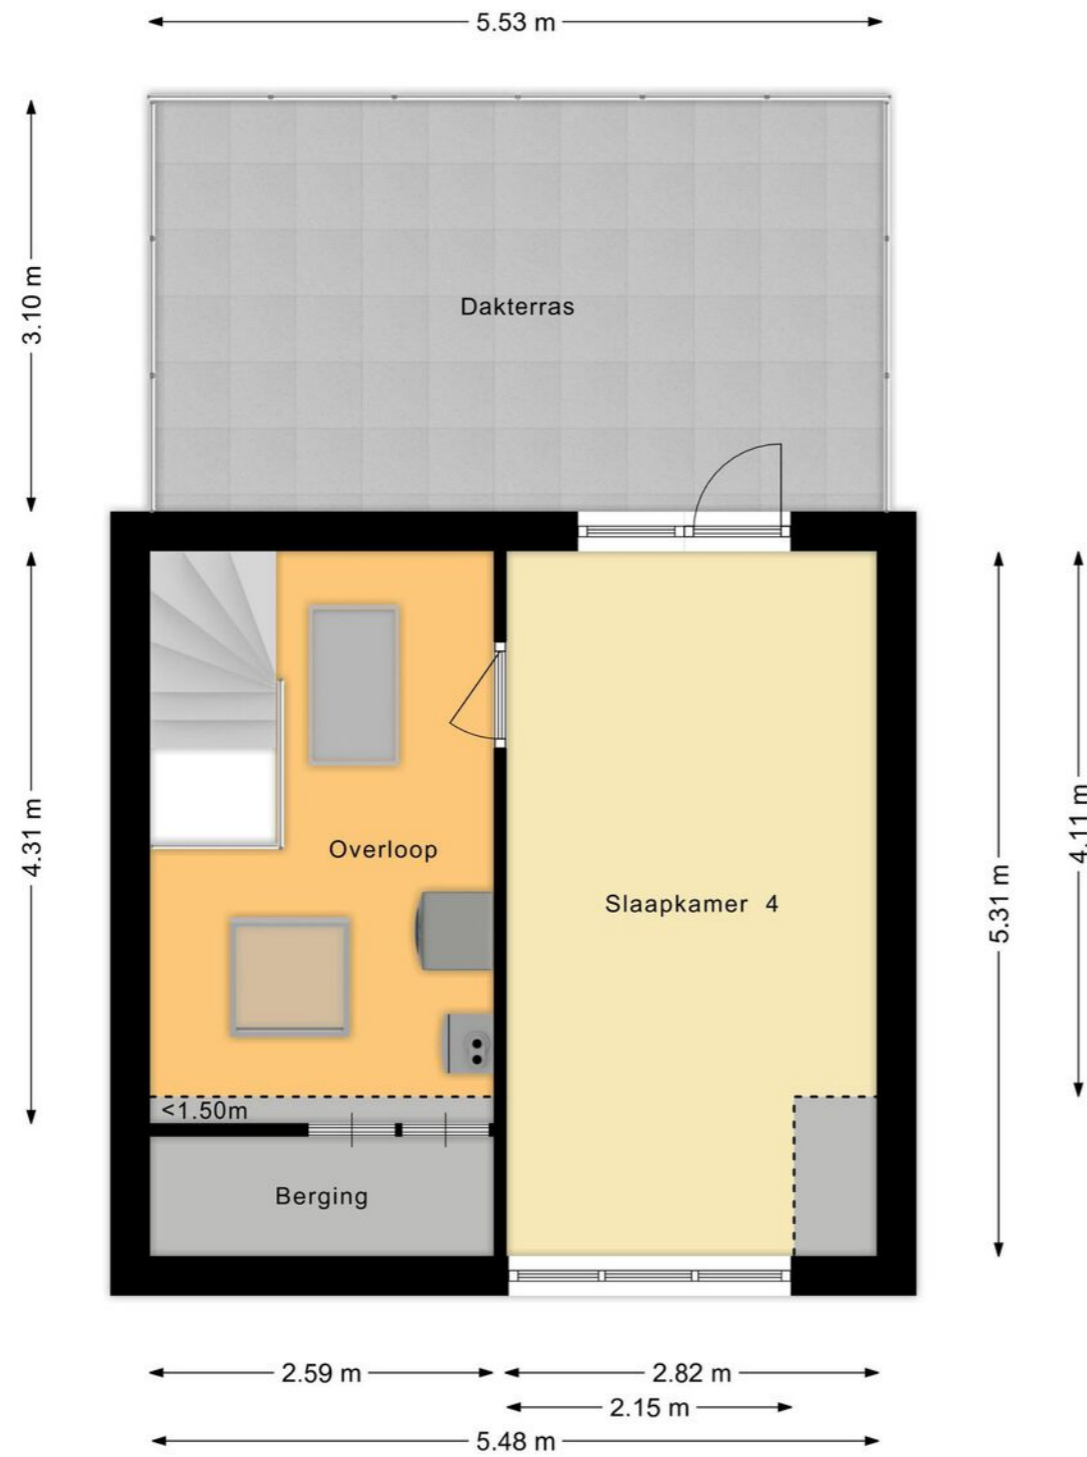 5.53 m
3.10 m
Dakterras
4.31 m
Overloop
Slaapkamer 4
5.31 m
4.11 m
<1.50m
Berging
2.59 m
2.82 m
2.15 m
5.48 m